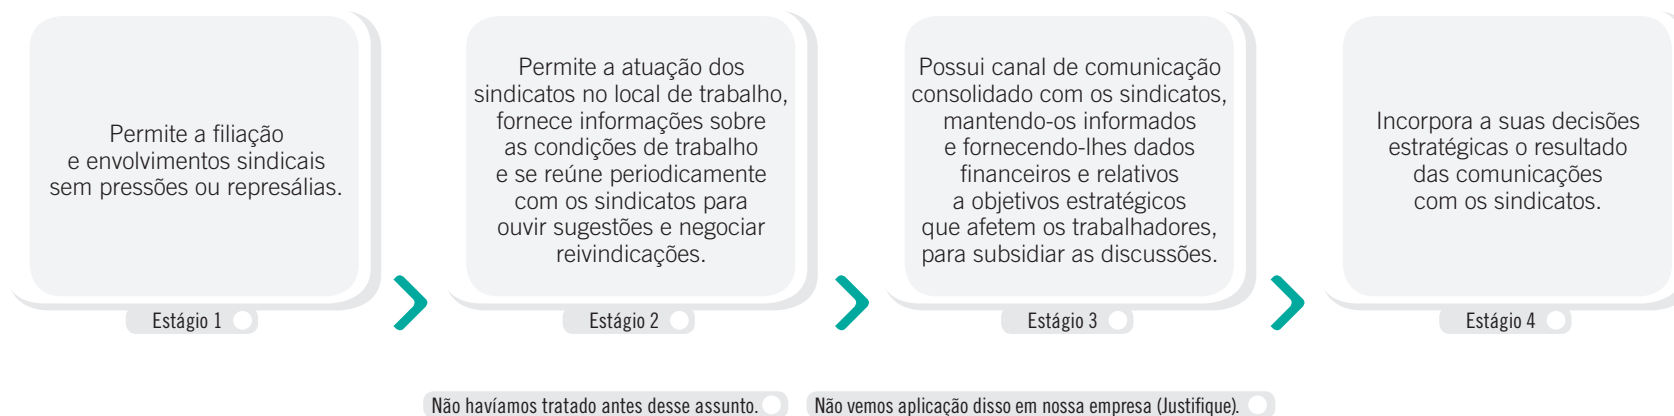 Permite a filiação
e envolvimentos sindicais
sem pressões ou represálias.
Estágio 1
Permite a atuação dos
sindicatos no local de trabalho,
fornece informações sobre
as condições de trabalho
e se reúne periodicamente
com os sindicatos para
ouvir sugestões e negociar
reivindicações.
Estágio 2
Possui canal de comunicação
consolidado com os sindicatos,
mantendo-os informados
e fornecendo-lhes dados
financeiros e relativos
a objetivos estratégicos
que afetem os trabalhadores,
para subsidiar as discussões.
Estágio 3
Incorpora a suas decisões
estratégicas o resultado
das comunicações
com os sindicatos.
Estágio 4
Não havíamos tratado antes desse assunto.
Não vemos aplicação disso em nossa empresa (Justifique).